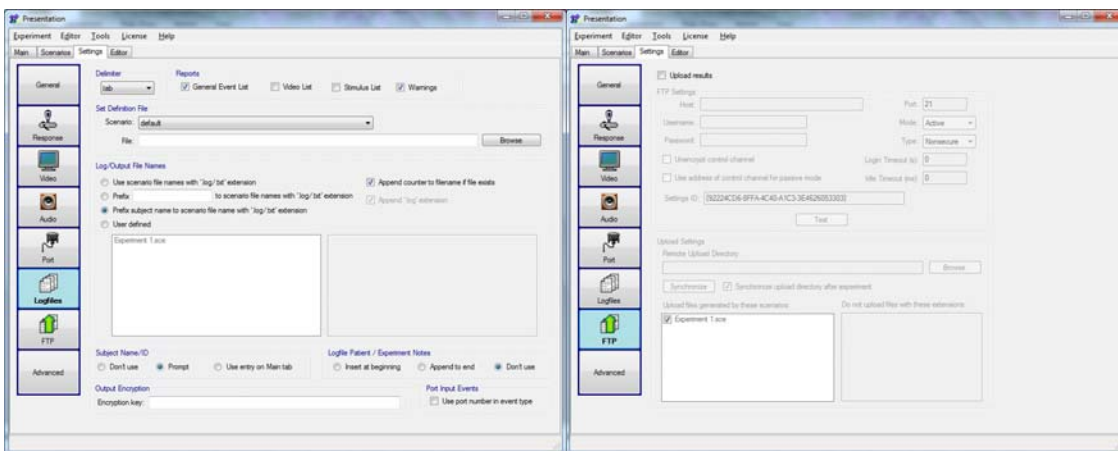 Presentation
Experiment Editor Tools License Help
Main Scenarios Settings Editor
General
Response
Video
Audio
Port
Logfiles
FTP
Advanced
Delimiter
tab
Reports
General Event List Video List Stimulus List Warnings
Set Definition File
Scenario: default
File: Browse
Log/Output File Names
Use scenario file names with ".log/.txt" extension
Append counter to filename if file exists
Prefix to scenario file names with ".log/.txt" extension
Append ".log" extension
Prefix subject name to scenario file name with ".log/.txt" extension
User defined
Experiment 1.sce
Subject Name/ID
Don't use Prompt Use entry on Main tab
Logfile Patient / Experiment Notes
Insert at beginning Append to end Don't use
Output Encryption
Encryption key:
Port Input Events
Use port number in event type
Presentation
Experiment Editor Tools License Help
Main Scenarios Settings Editor
General
Response
Video
Audio
Port
Logfiles
FTP
Advanced
Upload results
FTP Settings
Host: Port: 21
Username: Mode: Active
Password: Type: Nonsecure
Unencrypt control channel Login Timeout (s) 0
Use address of control channel for passive mode Idle Timeout (ms) 0
Settings ID:
Test
Upload Settings
Remote Upload Directory
Browse
Synchronize Synchronize upload directory after experiment
Upload files generated by these scenarios: Do not upload files with these extensions:
Experiment 1.sce